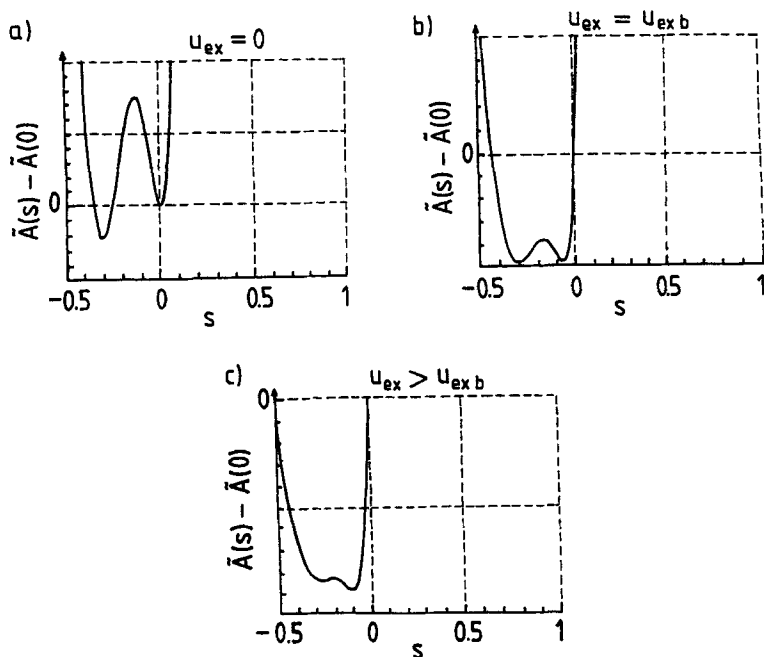 a)
u_ex = 0
Ã(s) – Ã(0)
0
–0.5 0 0.5 1
s
b)
u_ex = u_ex b
Ã(s) – Ã(0)
0
–0.5 0 0.5 1
s
c)
u_ex > u_ex b
Ã(s) – Ã(0)
0
–0.5 0 0.5 1
s